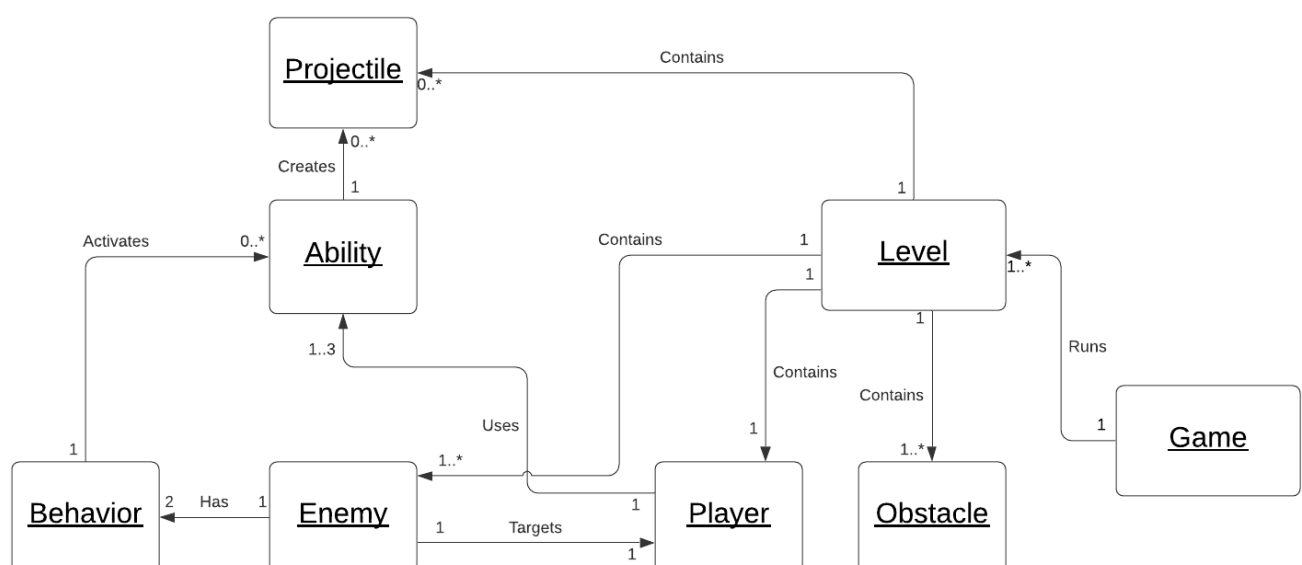 Contains
Projectile
0..*
0..*
Creates
1
1
Activates
0..*
Ability
Contains
1
Level
1
1..*
1
1..3
Runs
Contains
Contains
Uses
1
1
Game
1
1..*
1..*
Behavior
2
Has
1
Enemy
1
Player
Obstacle
1
Targets
1